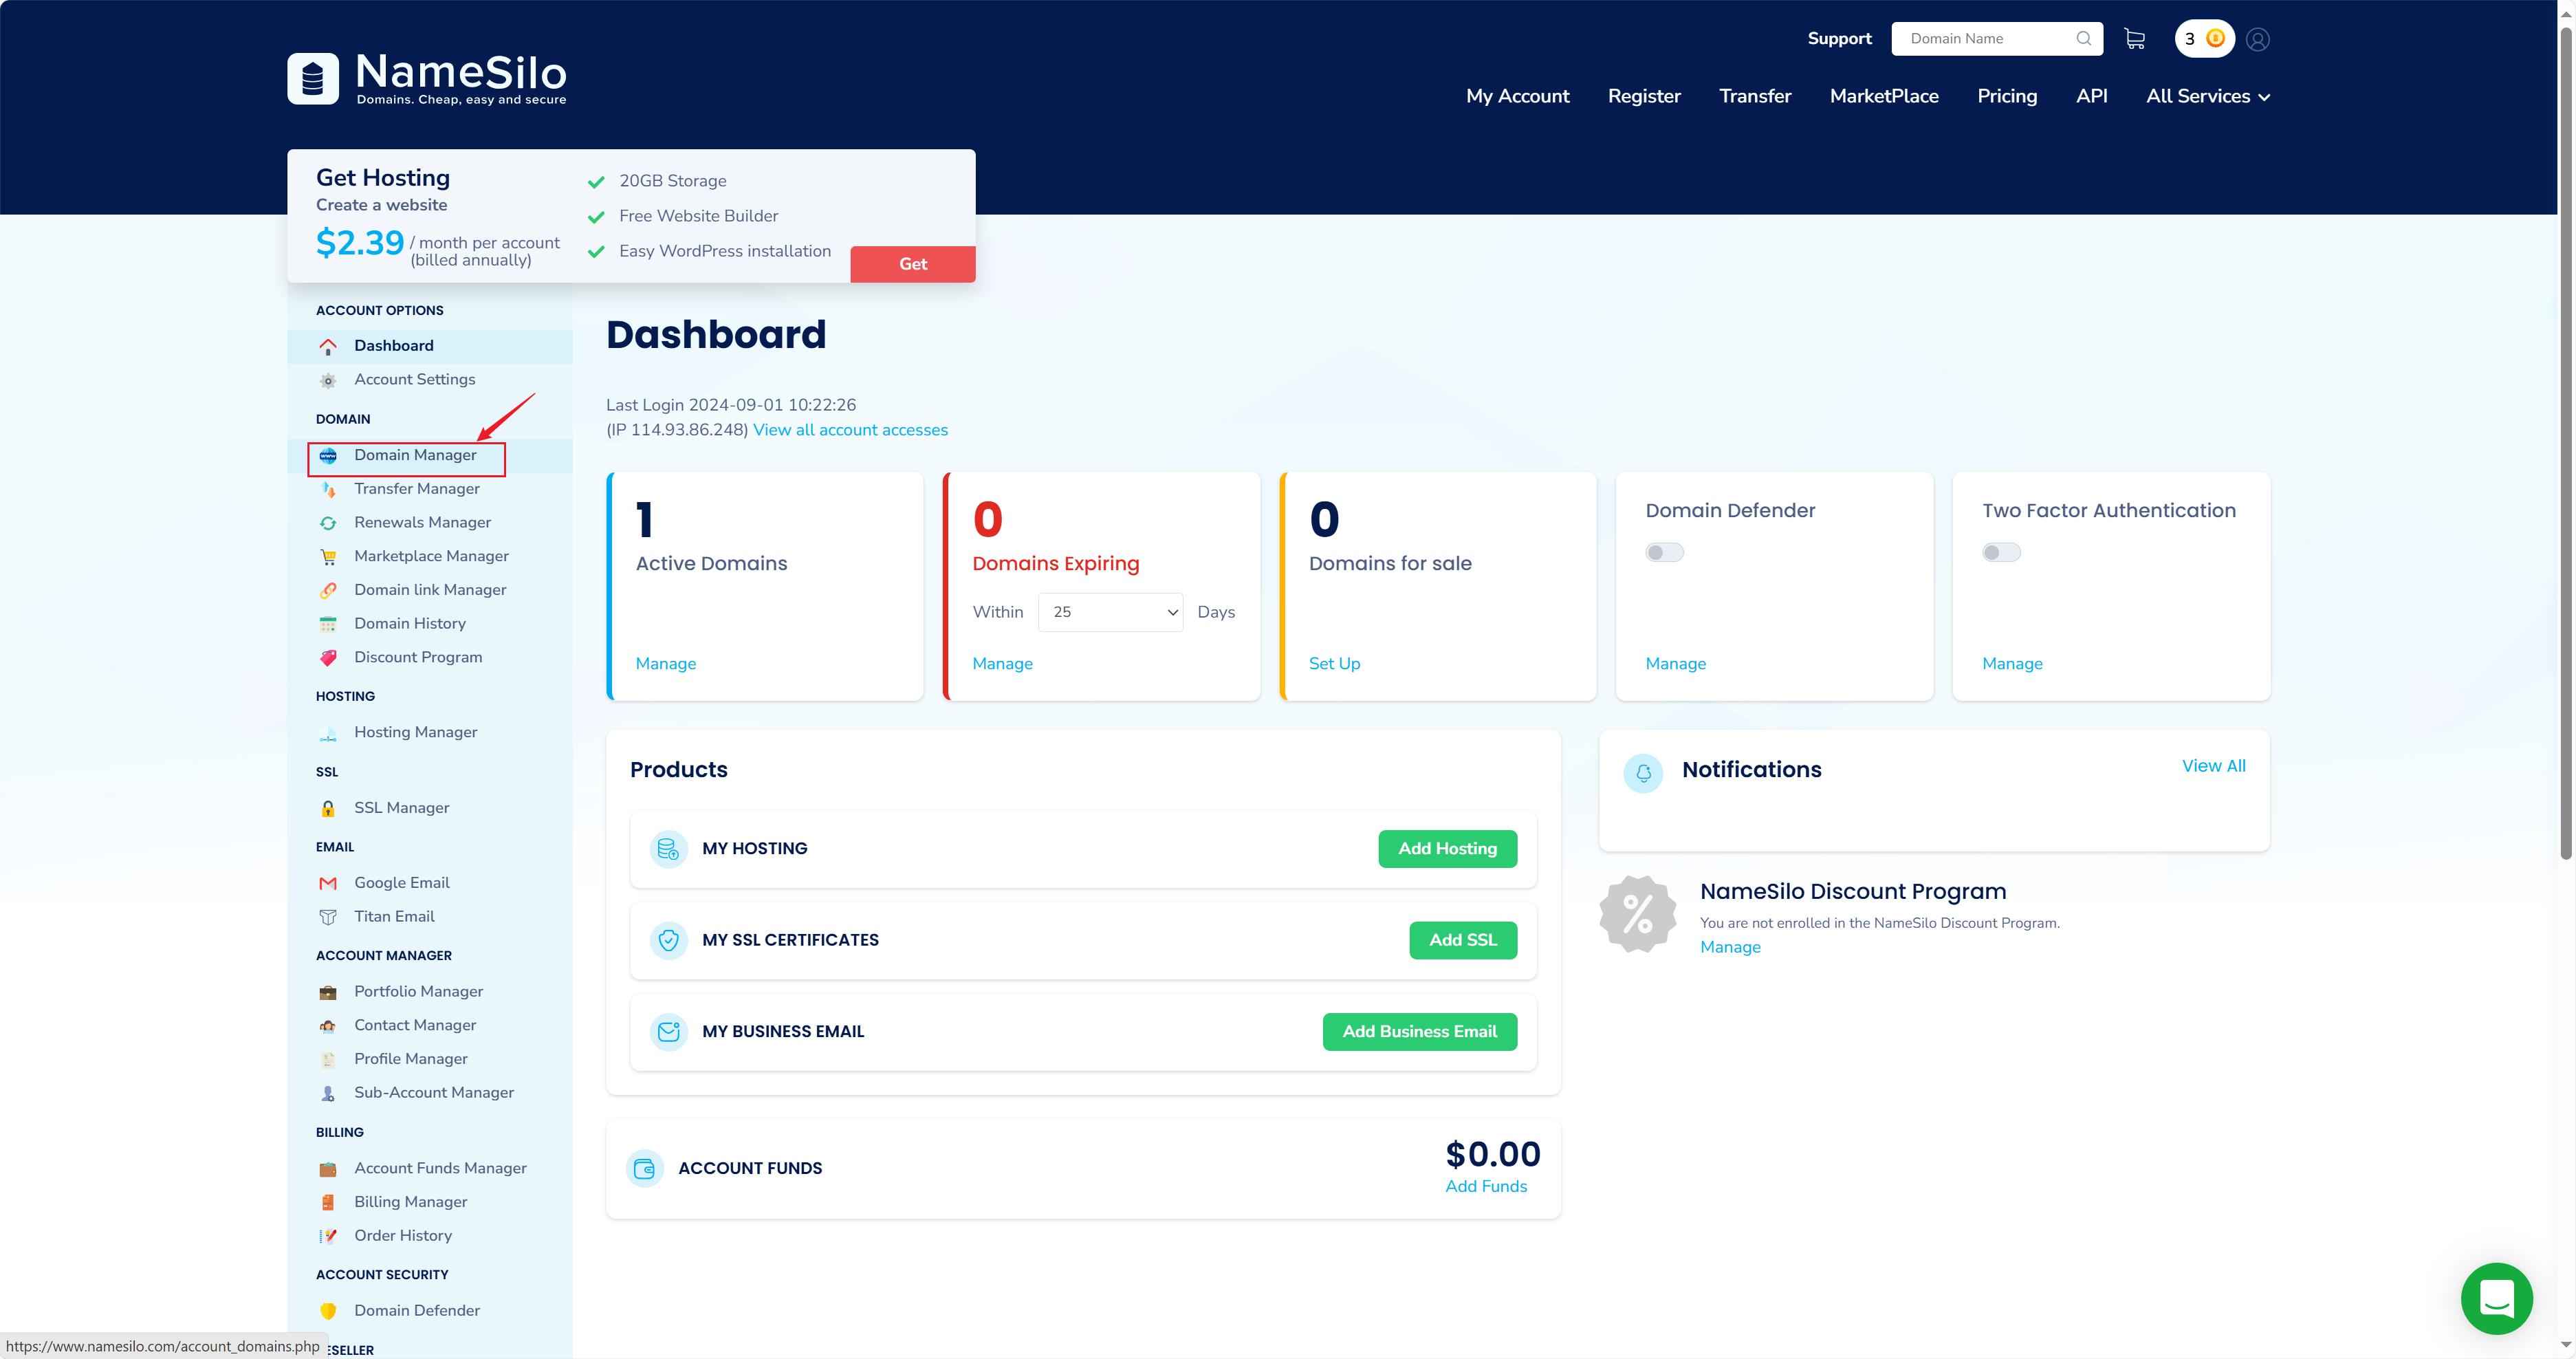 NameSilo
Domains. Cheap, easy and secure
Support
Domain Name
3
My Account
Register
Transfer
MarketPlace
Pricing
API
All Services
Get Hosting
Create a website
$2.39 / month per account
(billed annually)
20GB Storage
Free Website Builder
Easy WordPress installation
Get
ACCOUNT OPTIONS
Dashboard
Account Settings
DOMAIN
www
Domain Manager
Transfer Manager
Renewals Manager
Marketplace Manager
Domain link Manager
Domain History
Discount Program
HOSTING
Hosting Manager
SSL
SSL Manager
EMAIL
Google Email
Titan Email
ACCOUNT MANAGER
Portfolio Manager
Contact Manager
Profile Manager
Sub-Account Manager
BILLING
Account Funds Manager
Billing Manager
Order History
ACCOUNT SECURITY
Domain Defender
ESELLER
Dashboard
Last Login 2024-09-01 10:22:26
(IP 114.93.86.248) View all account accesses
1
Active Domains
Manage
0
Domains Expiring
Within 25 Days
Manage
0
Domains for sale
Set Up
Domain Defender
Manage
Two Factor Authentication
Manage
Products
MY HOSTING
Add Hosting
MY SSL CERTIFICATES
Add SSL
MY BUSINESS EMAIL
Add Business Email
ACCOUNT FUNDS
$0.00
Add Funds
Notifications
View All
%
NameSilo Discount Program
You are not enrolled in the NameSilo Discount Program.
Manage
https://www.namesilo.com/account_domains.php